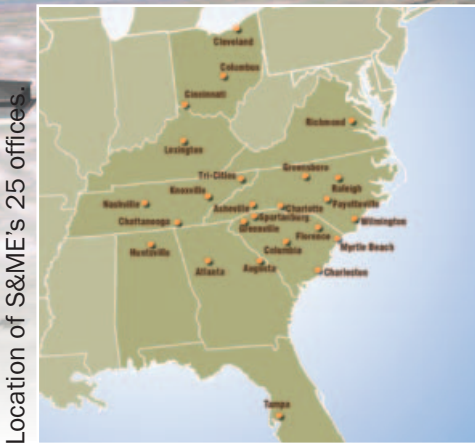 Location of S&ME's 25 offices.
Cleveland
Columbus
Cincinnati
Richmond
Lexington
Tri-Cities
Greensboro
Raleigh
Knoxville
Nashville
Asheville
Charlotte
Fayetteville
Spartanburg
Chattanooga
Greenville
Wilmington
Florence
Huntsville
Columbia
Myrtle Beach
Atlanta
Augusta
Charleston
Tampa